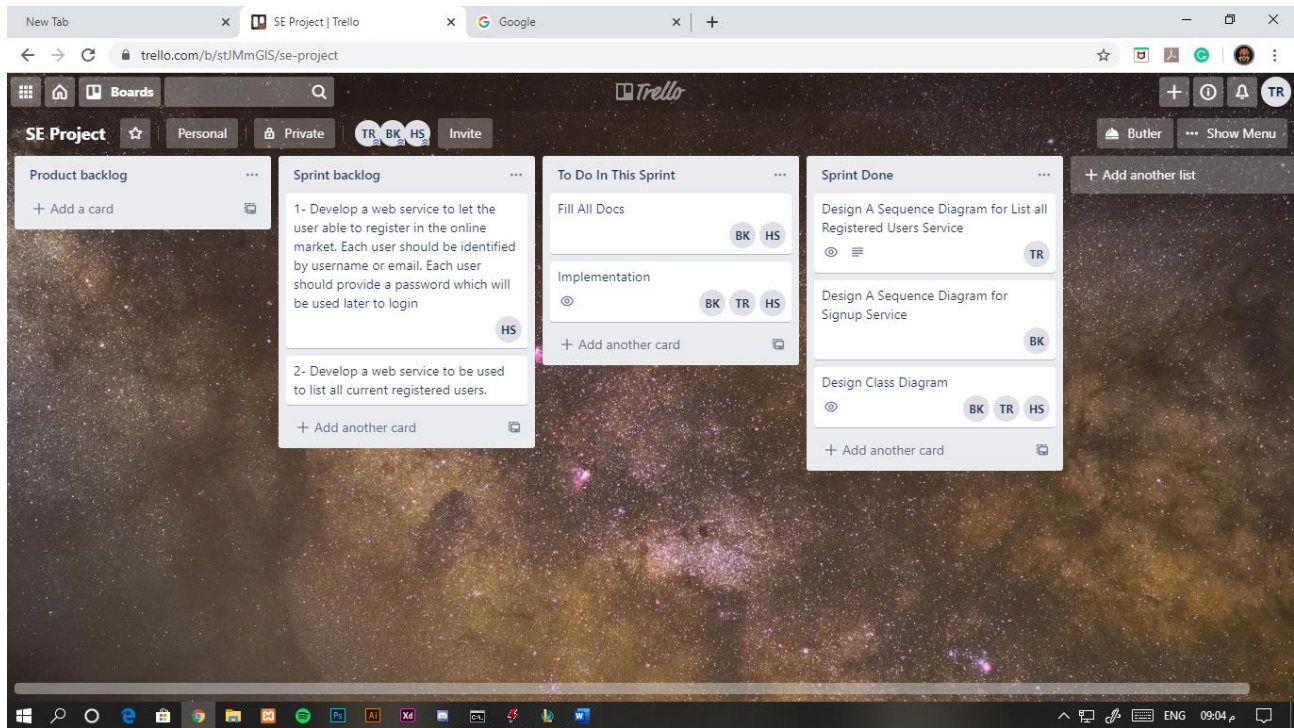 New Tab
SE Project | Trello
Google
trello.com/b/stJMmGIS/se-project
Boards
Trello
TR
SE Project
Personal
Private
TR BK HS
Invite
Butler
Show Menu
Product backlog
+ Add a card
Sprint backlog
1- Develop a web service to let the
user able to register in the online
market. Each user should be identified
by username or email. Each user
should provide a password which will
be used later to login
HS
2- Develop a web service to be used
to list all current registered users.
+ Add another card
To Do In This Sprint
Fill All Docs
BK HS
Implementation
BK TR HS
+ Add another card
Sprint Done
Design A Sequence Diagram for List all
Registered Users Service
TR
Design A Sequence Diagram for
Signup Service
BK
Design Class Diagram
BK TR HS
+ Add another card
+ Add another list
Ps
Ai
Xd
ENG
09:04 م